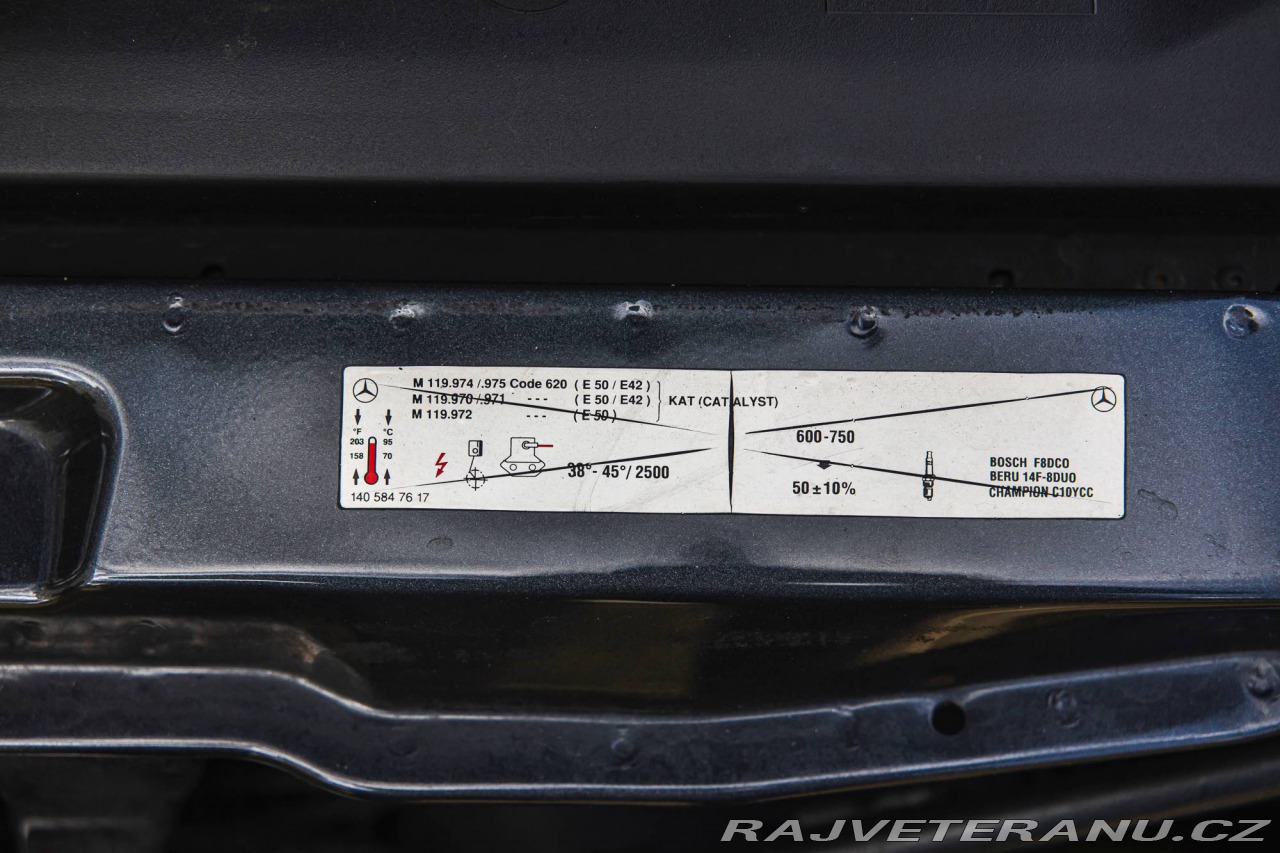 M 119.974 /.975 Code 620 ( E 50 / E42 )
M 119.970 /.971 - - - ( E 50 / E42 )
M 119.972 - - - ( E 50 )
KAT (CATALYST)
°F °C
203 95
158 70
140 584 76 17
38°- 45°/ 2500
600-750
50 ± 10%
BOSCH F8DCO
BERU 14F-8DUO
CHAMPION C10YCC
RAJVETERANU.CZ